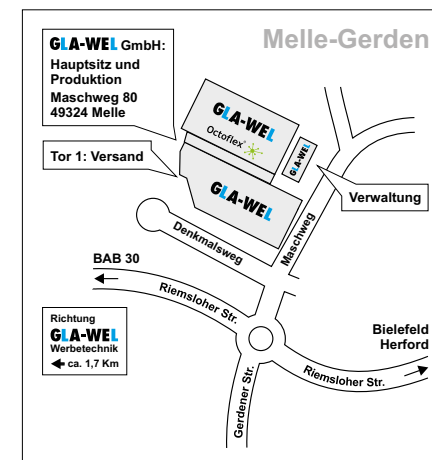 Melle-Gerden
GLA-WEL GmbH:
Hauptsitz und
Produktion
Maschweg 80
49324 Melle
Tor 1: Versand
GLA-WEL
Octoflex®
GLA-WEL
GLA-WEL
Verwaltung
Maschweg
Denkmalsweg
BAB 30
Riemsloher Str.
Richtung
GLA-WEL
Werbetechnik
ca. 1,7 Km
Bielefeld
Herford
Riemsloher Str.
Gerdener Str.